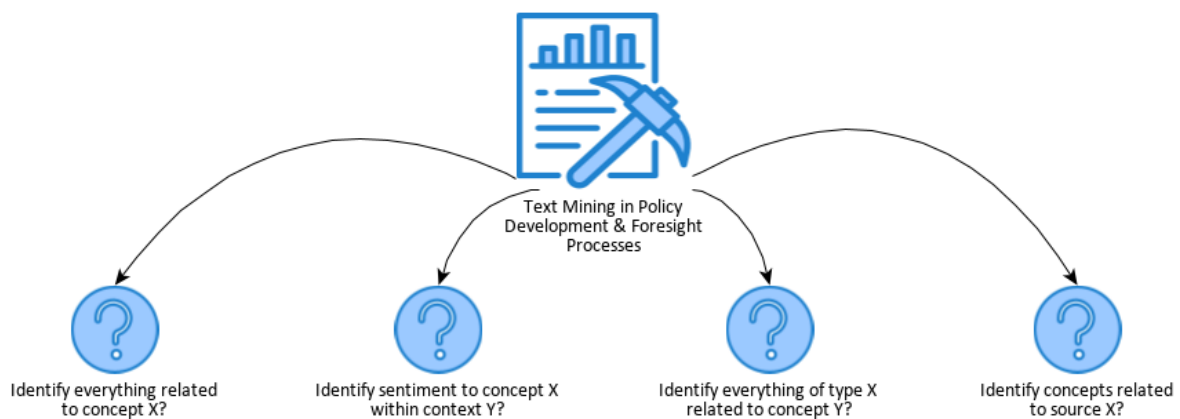 Text Mining in Policy
Development & Foresight
Processes
Identify everything related
to concept X?
Identify sentiment to concept X
within context Y?
Identify everything of type X
related to concept Y?
Identify concepts related
to source X?